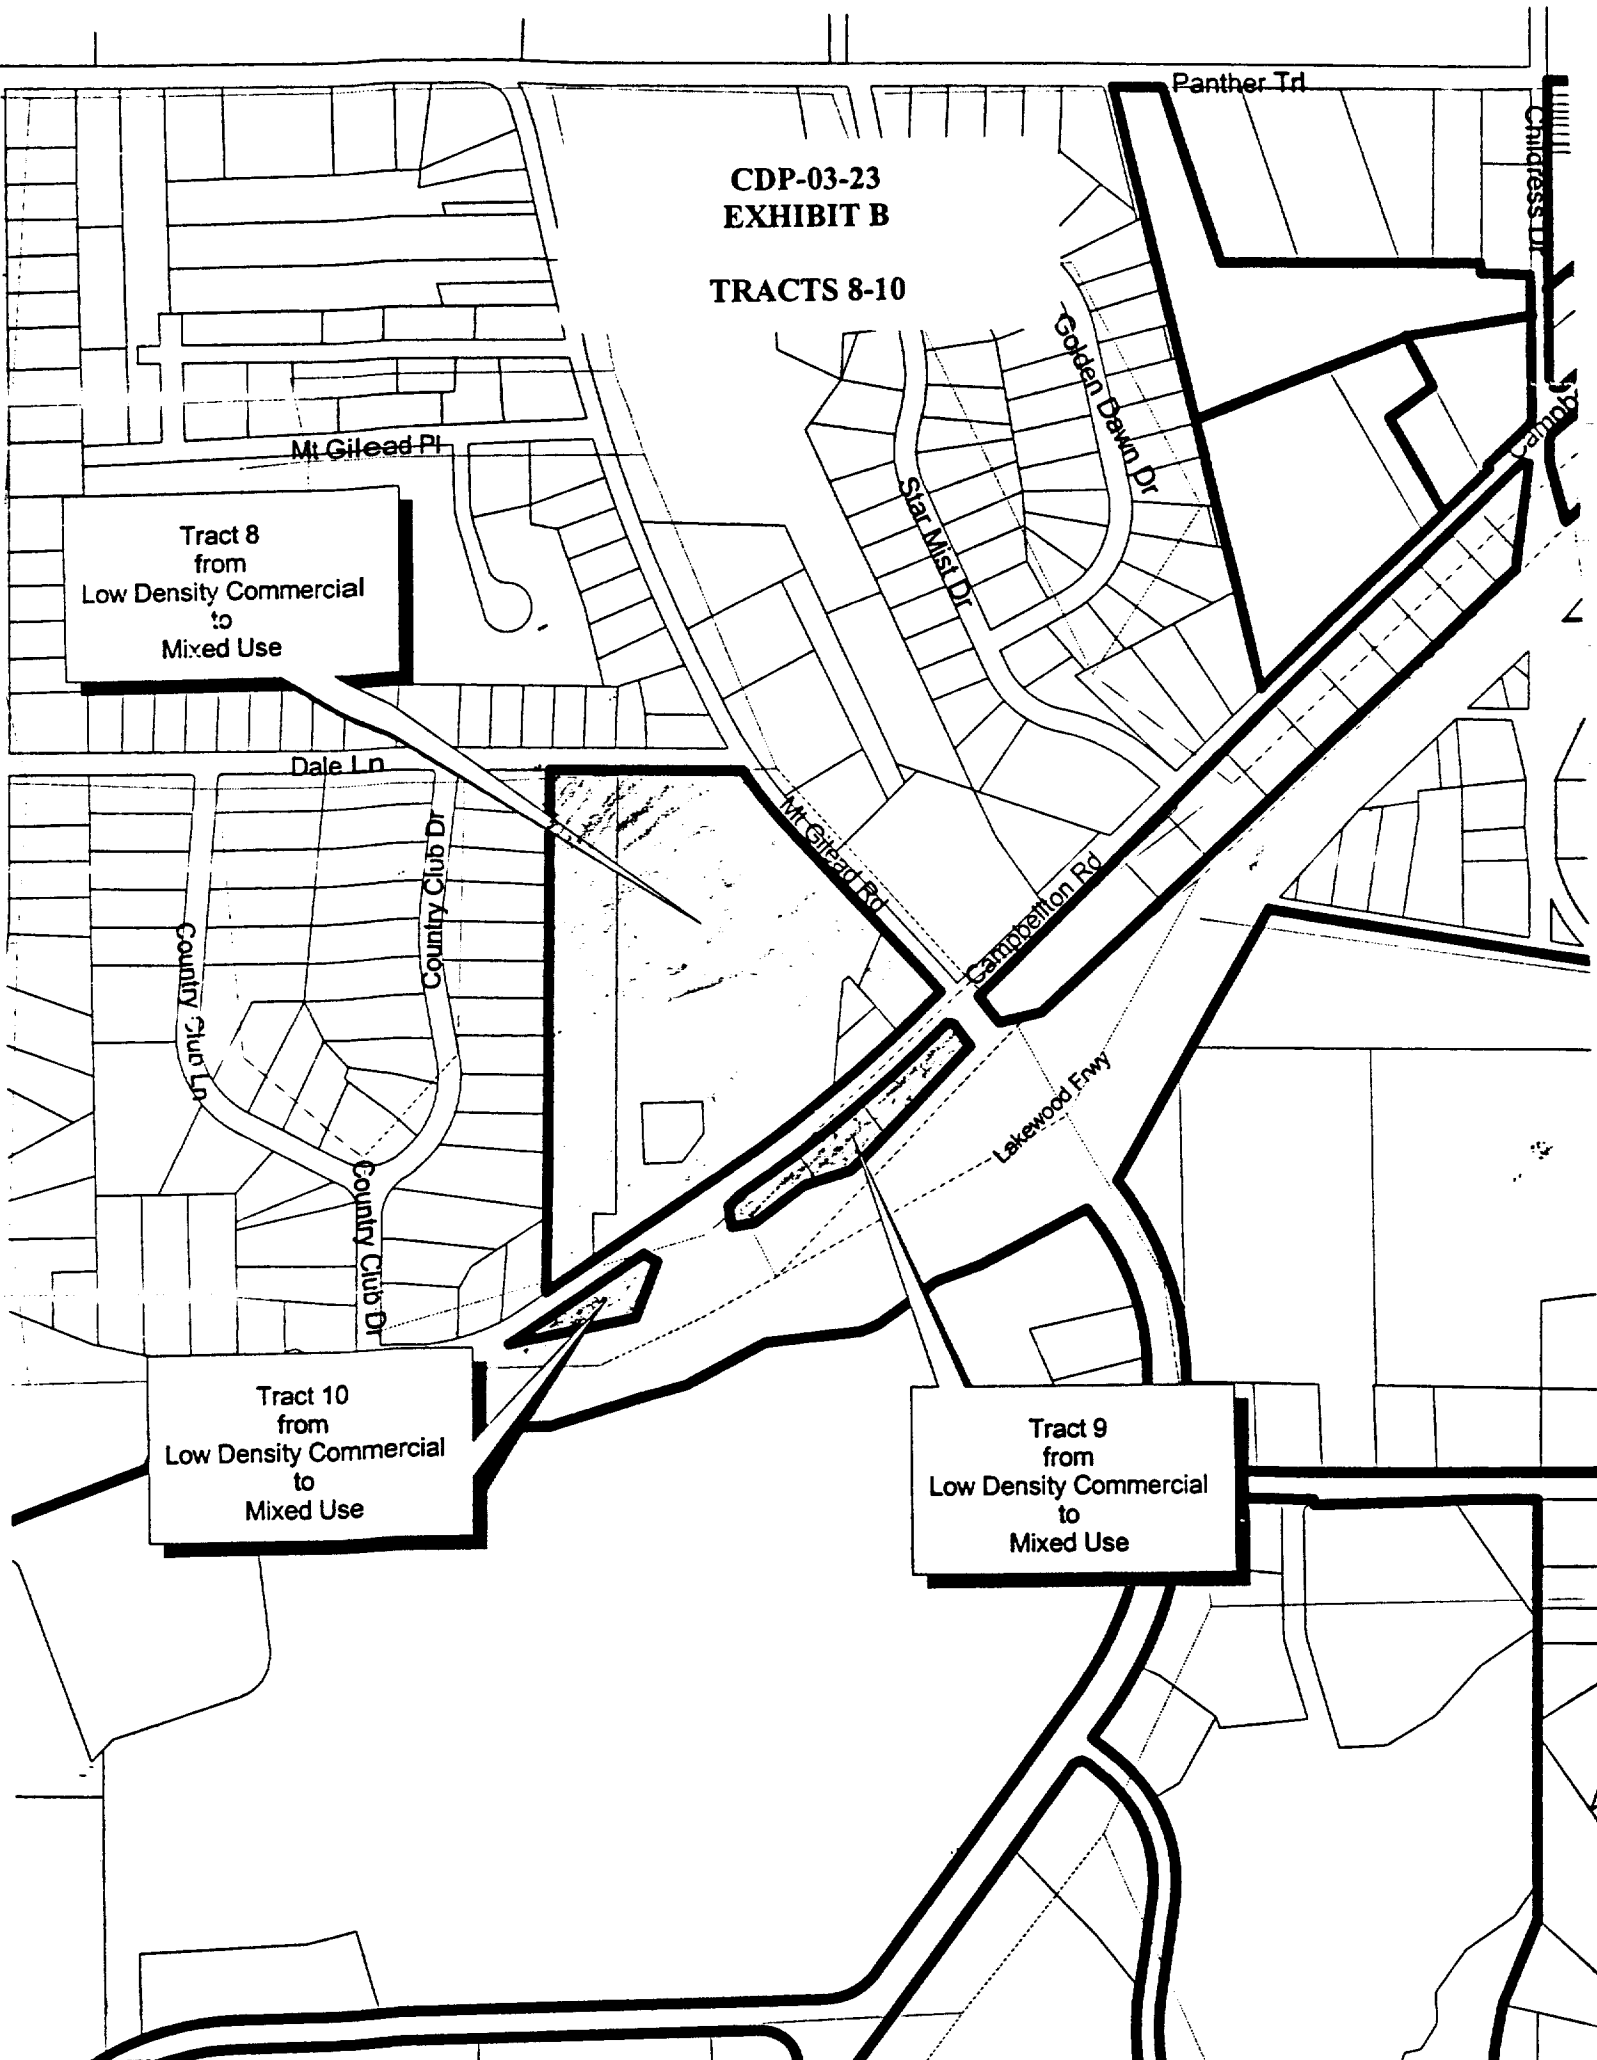 Panther Trl
Childress Dr
CDP-03-23
EXHIBIT B
TRACTS 8-10
Golden Dawn Dr
Mt Gilead Pl
Star Mist Dr
Tract 8
from
Low Density Commercial
to
Mixed Use
Dale Ln
Mt Gilead Rd
Country Club Dr
Campbellton Rd
Country Club Ln
Lakewood Frwy
Country Club Dr
Tract 10
from
Low Density Commercial
to
Mixed Use
Tract 9
from
Low Density Commercial
to
Mixed Use